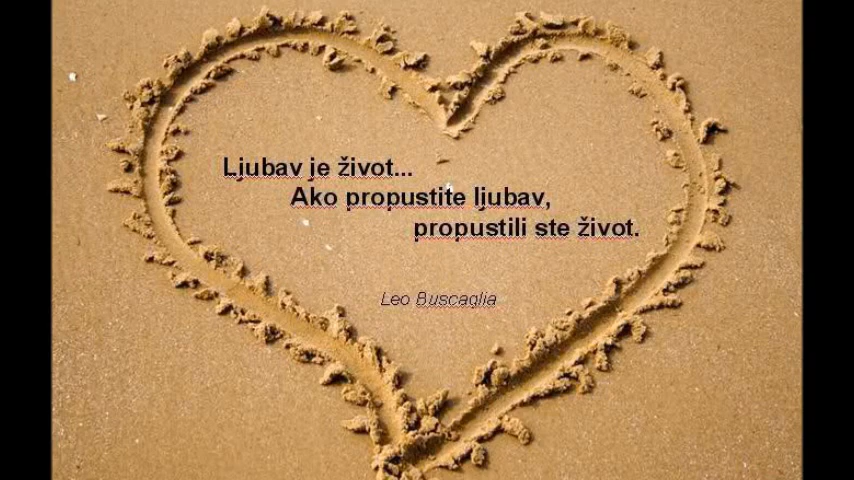 Ljubav je život...
Ako propustite ljubav,
propustili ste život.
Leo Buscaglia